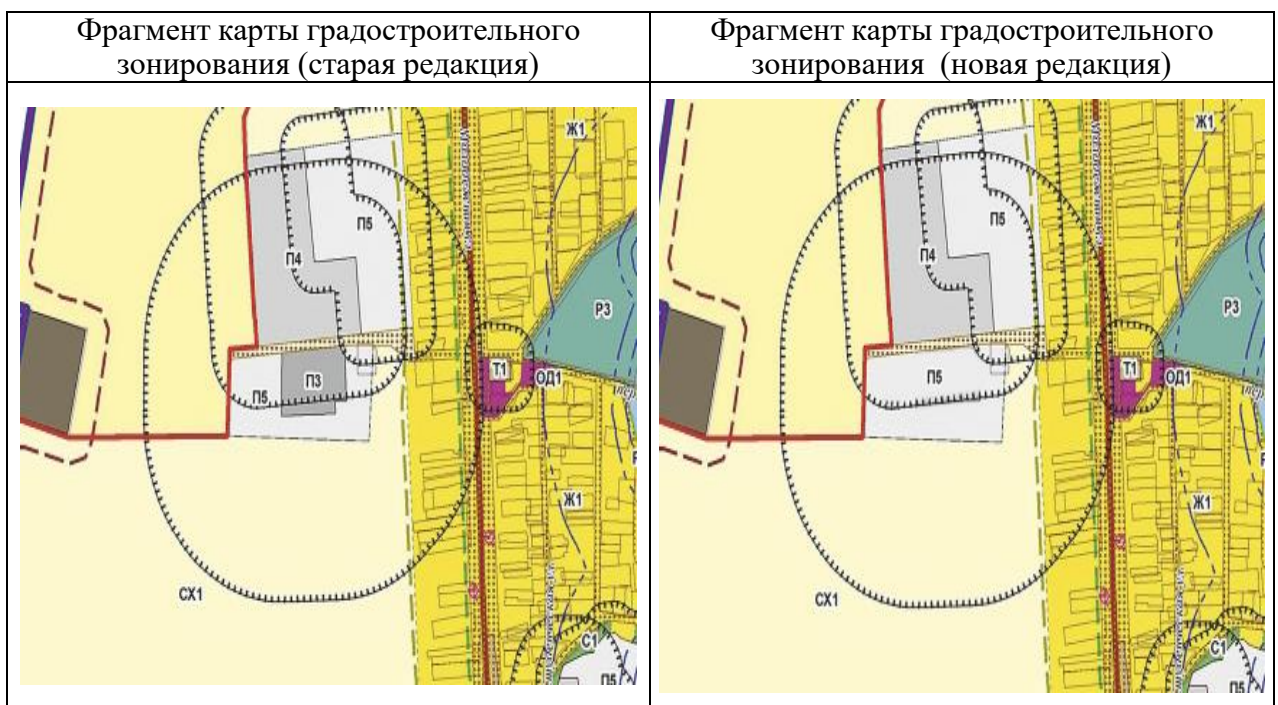 Фрагмент карты градостроительного
зонирования (старая редакция)
Фрагмент карты градостроительного
зонирования (новая редакция)
Ж1
П5
П4
Р3
П3
Т1
П5
ОД1
Ж1
СХ1
С1
П5
Ж1
П5
П4
Р3
Т1
П5
ОД1
Ж1
СХ1
С1
П5